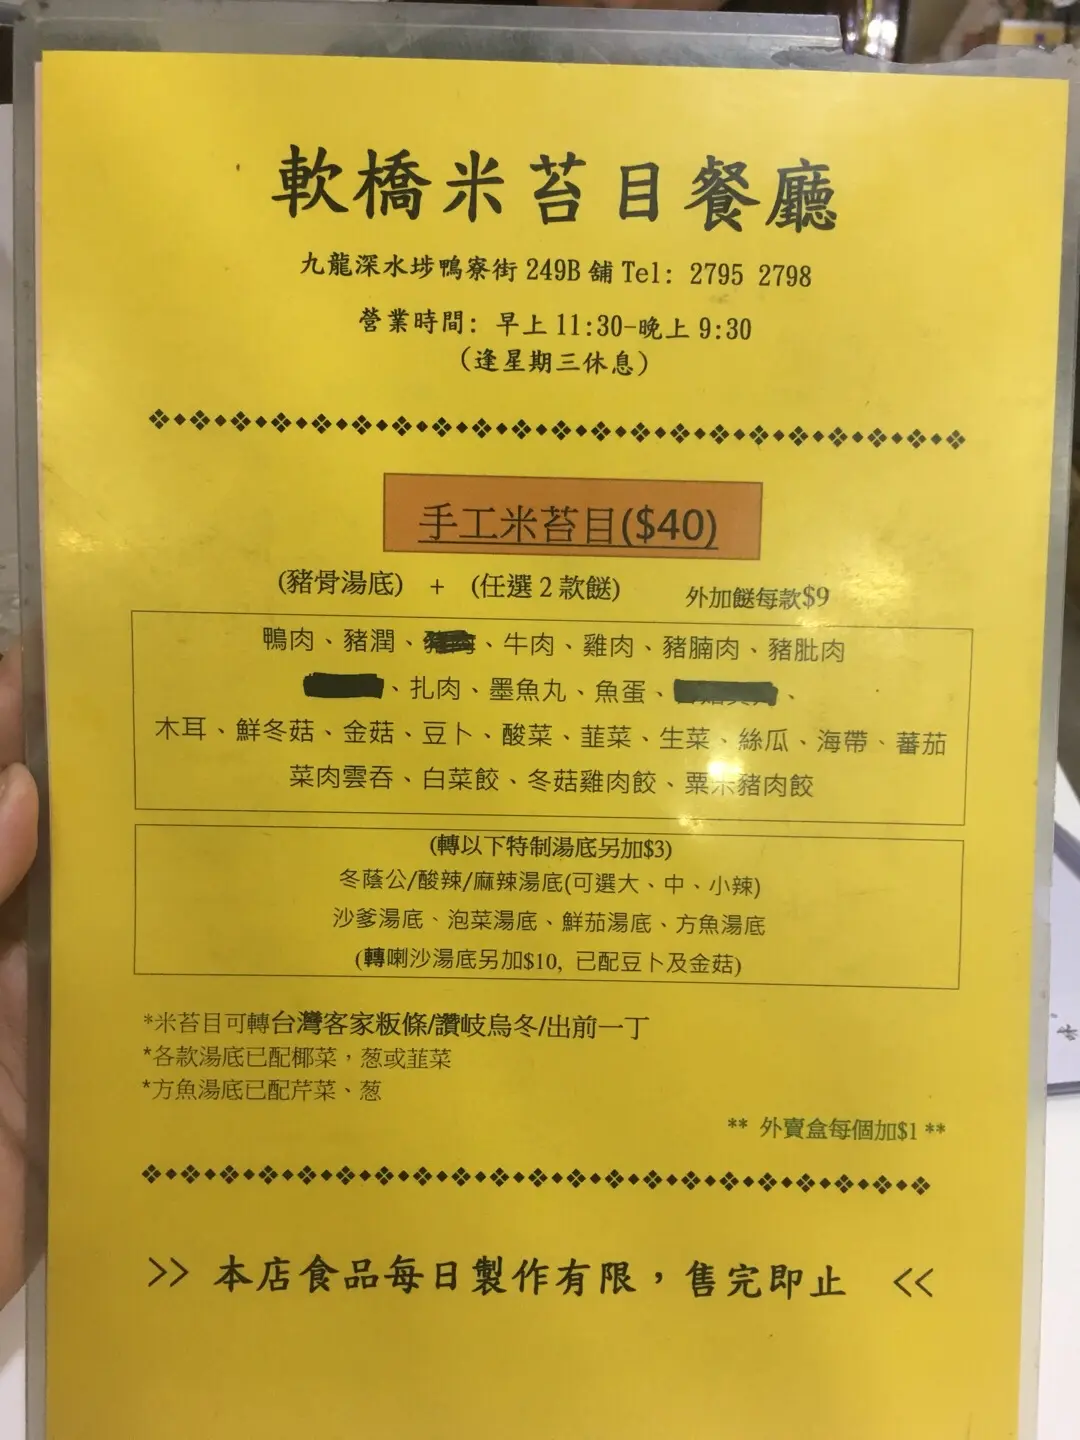 軟橋米苔目餐廳
九龍深水埗鴨寮街 249B 舖 Tel: 2795 2798
營業時間: 早上 11:30-晚上 9:30
(逢星期三休息)
手工米苔目($40)
(豬骨湯底) + (任選 2 款餸) 外加餸每款$9
鴨肉、豬潤、、牛肉、雞肉、豬腩肉、豬肶肉
、扎肉、墨魚丸、魚蛋、、
木耳、鮮冬菇、金菇、豆卜、酸菜、韮菜、生菜、絲瓜、海帶、蕃茄
菜肉雲吞、白菜餃、冬菇雞肉餃、粟米豬肉餃
(轉以下特制湯底另加$3)
冬蔭公/酸辣/麻辣湯底(可選大、中、小辣)
沙爹湯底、泡菜湯底、鮮茄湯底、方魚湯底
(轉喇沙湯底另加$10, 已配豆卜及金菇)
*米苔目可轉台灣客家粄條/讚岐烏冬/出前一丁
*各款湯底已配椰菜，葱或韮菜
*方魚湯底已配芹菜、葱
** 外賣盒每個加$1 **
>> 本店食品每日製作有限，售完即止 <<